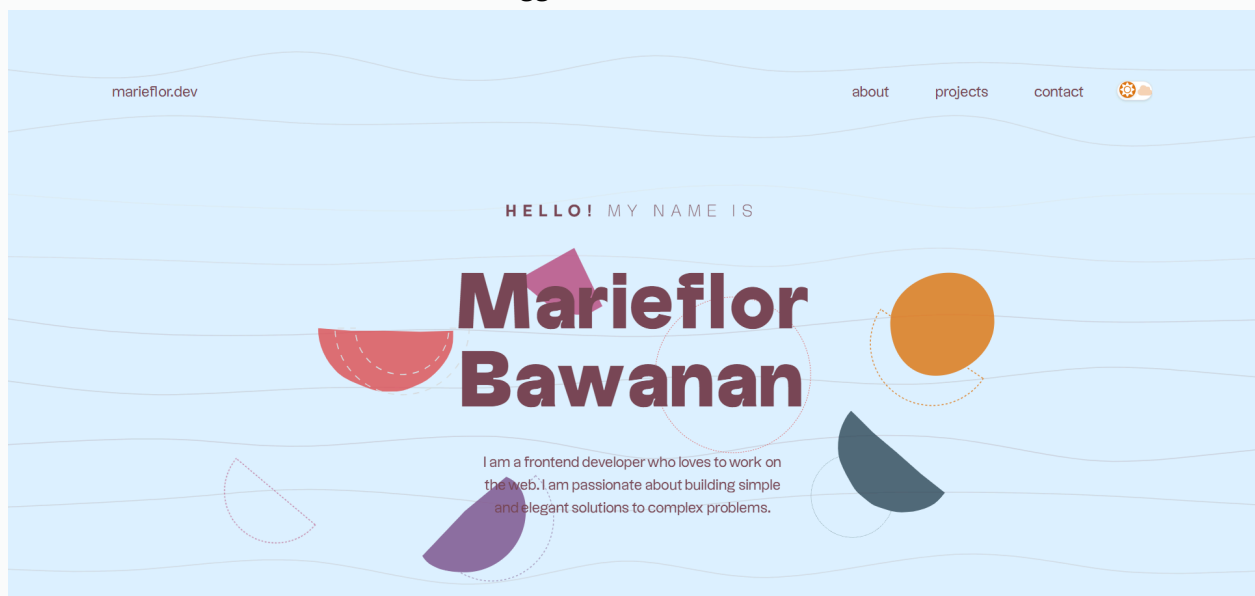 marieflor.dev
about
projects
contact
HELLO! MY NAME IS
Marieflor
Bawanan
I am a frontend developer who loves to work on
the web. I am passionate about building simple
and elegant solutions to complex problems.